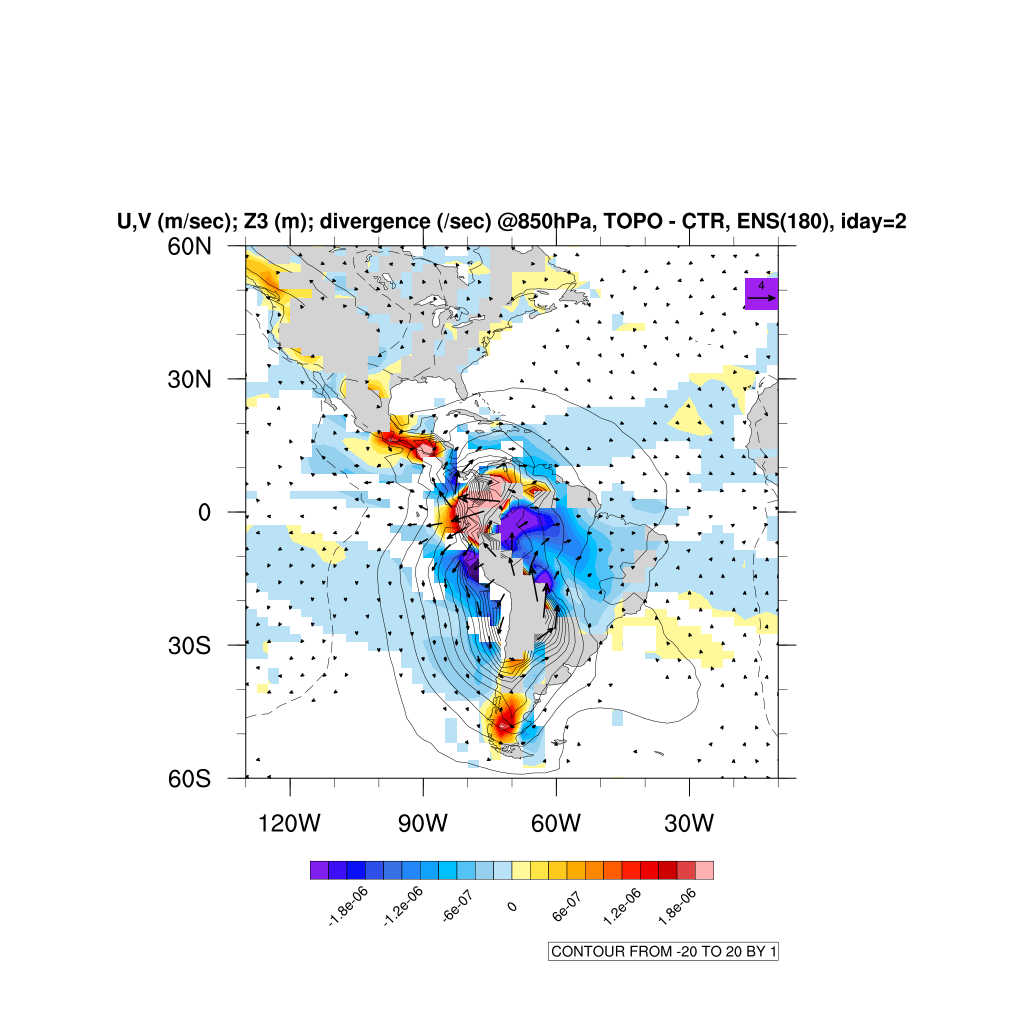 U,V (m/sec); Z3 (m); divergence (/sec) @850hPa, TOPO - CTR, ENS(180), iday=2
60N
4
30N
0
30S
60S
120W 90W 60W 30W
-1.8e-06 -1.2e-06 -6e-07 0 6e-07 1.2e-06 1.8e-06
CONTOUR FROM -20 TO 20 BY 1